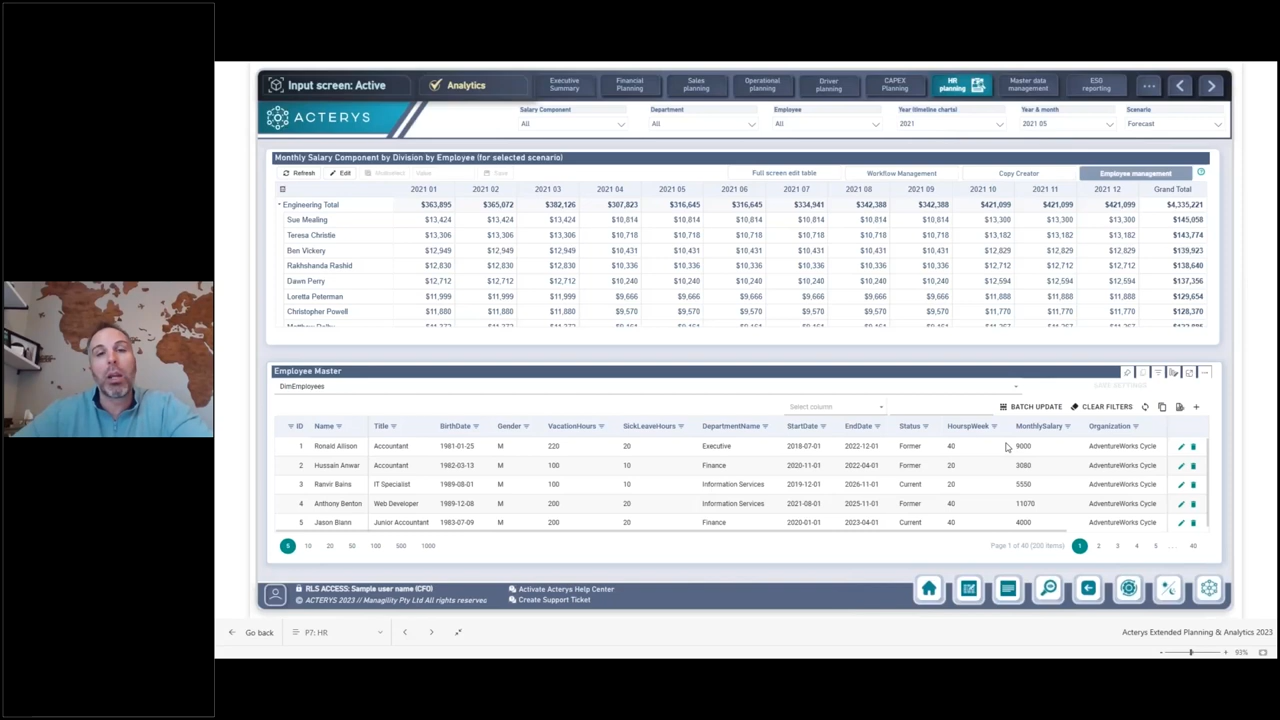 Input screen: Active
Analytics
Executive Summary
Financial Planning
Sales planning
Operational planning
Driver planning
CAPEX Planning
HR planning
Master data management
ESG reporting
...
ACTERYS
Salary Component Department Employee Year (timeline charts) Year & month Scenario
All All All 2021 2021 05 Forecast
Monthly Salary Component by Division by Employee (for selected scenario)
Refresh Edit Multiselect Value Save Full screen edit table Workflow Management Copy Creator Employee management
2021 01 2021 02 2021 03 2021 04 2021 05 2021 06 2021 07 2021 08 2021 09 2021 10 2021 11 2021 12 Grand Total
Engineering Total $363,895 $365,072 $382,126 $307,823 $316,645 $316,645 $334,941 $342,388 $342,388 $421,099 $421,099 $421,099 $4,335,221
Sue Mealing $13,424 $13,424 $13,424 $10,814 $10,814 $10,814 $10,814 $10,814 $10,814 $13,300 $13,300 $13,300 $145,058
Teresa Christie $13,306 $13,306 $13,306 $10,718 $10,718 $10,718 $10,718 $10,718 $10,718 $13,182 $13,182 $13,182 $143,774
Ben Vickery $12,949 $12,949 $12,949 $10,431 $10,431 $10,431 $10,431 $10,431 $10,431 $12,829 $12,829 $12,829 $139,923
Rakhshanda Rashid $12,830 $12,830 $12,830 $10,336 $10,336 $10,336 $10,336 $10,336 $10,336 $12,712 $12,712 $12,712 $138,640
Dawn Perry $12,712 $12,712 $12,712 $10,240 $10,240 $10,240 $10,240 $10,240 $10,240 $12,594 $12,594 $12,594 $137,356
Loretta Peterman $11,999 $11,999 $11,999 $9,666 $9,666 $9,666 $9,666 $9,666 $9,666 $11,888 $11,888 $11,888 $129,654
Christopher Powell $11,880 $11,880 $11,880 $9,570 $9,570 $9,570 $9,570 $9,570 $9,570 $11,770 $11,770 $11,770 $128,370
Employee Master
DimEmployees
Select column BATCH UPDATE CLEAR FILTERS
ID Name Title BirthDate Gender VacationHours SickLeaveHours DepartmentName StartDate EndDate Status HourspWeek MonthlySalary Organization
1 Ronald Allison Accountant 1981-01-25 M 220 20 Executive 2018-07-01 2022-12-01 Former 40 9000 AdventureWorks Cycle
2 Hussain Anwar Accountant 1982-03-13 M 100 10 Finance 2020-11-01 2022-04-01 Former 20 3080 AdventureWorks Cycle
3 Ranvir Bains IT Specialist 1989-08-01 M 100 10 Information Services 2019-12-01 2026-11-01 Current 20 5550 AdventureWorks Cycle
4 Anthony Benton Web Developer 1989-12-08 M 200 20 Information Services 2021-08-01 2025-11-01 Former 40 11070 AdventureWorks Cycle
5 Jason Blann Junior Accountant 1983-07-09 M 200 20 Finance 2020-01-01 2023-04-01 Current 40 4000 AdventureWorks Cycle
5 10 20 50 100 500 1000 Page 1 of 40 (200 items) 1 2 3 4 5 ... 40
RLS ACCESS: Sample user name (CFO) Activate Acterys Help Center
© ACTERYS 2023 // Managility Pty Ltd All rights reserves Create Support Ticket
Go back P7: HR Acterys Extended Planning & Analytics 2023
- + 93%